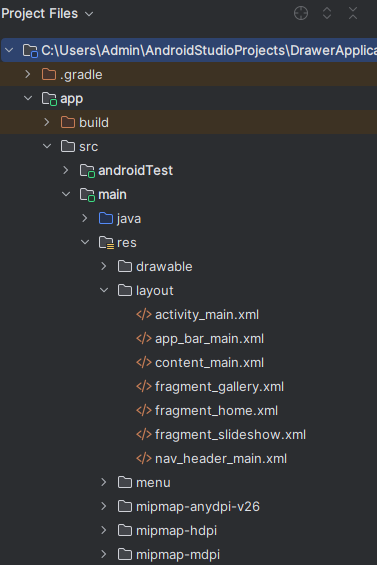 Project Files
C:\Users\Admin\AndroidStudioProjects\DrawerApplica
.gradle
app
build
src
androidTest
main
java
res
drawable
layout
activity_main.xml
app_bar_main.xml
content_main.xml
fragment_gallery.xml
fragment_home.xml
fragment_slideshow.xml
nav_header_main.xml
menu
mipmap-anydpi-v26
mipmap-hdpi
mipmap-mdpi